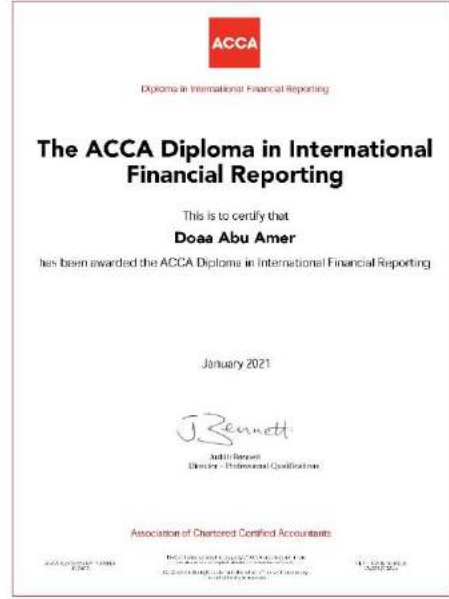 ACCA
Diploma in International Financial Reporting
The ACCA Diploma in International
Financial Reporting
This is to certify that
Doaa Abu Amer
has been awarded the ACCA Diploma in International Financial Reporting
January 2021
J Bennett
Judith Bennett
Director - Professional Qualifications
Association of Chartered Certified Accountants